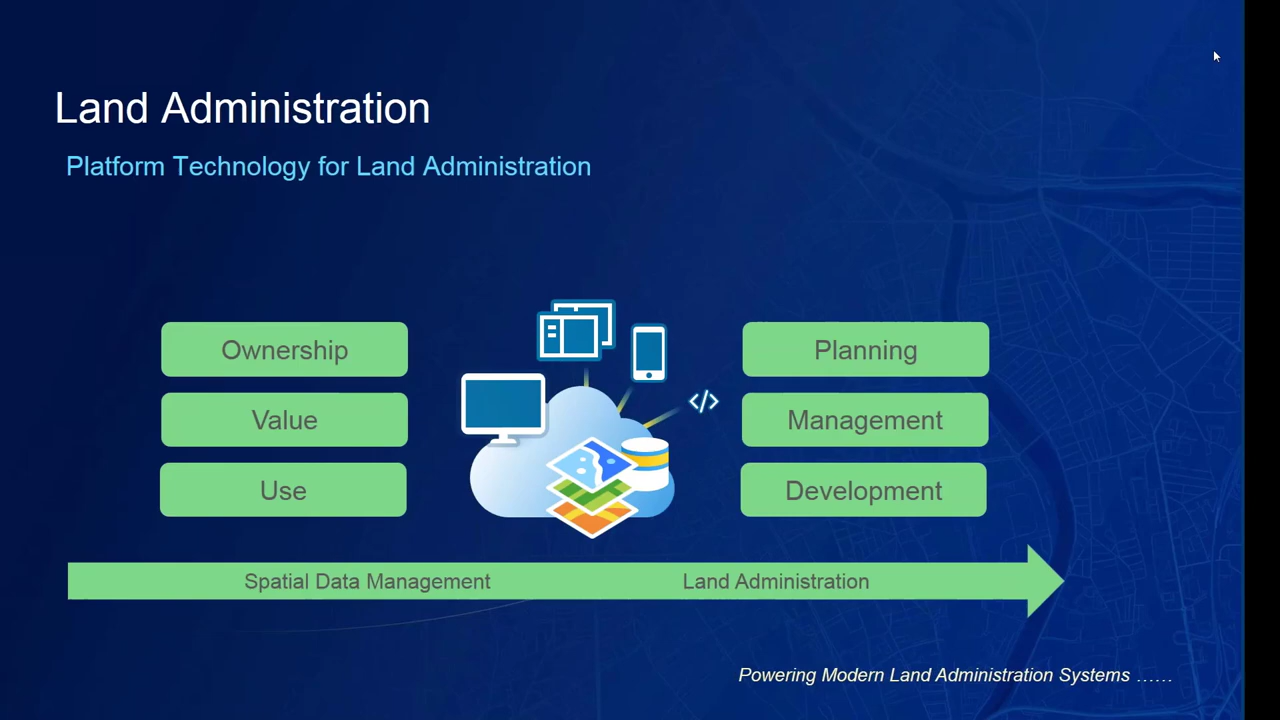 Land Administration
Platform Technology for Land Administration
Ownership
Value
Use
</>
Planning
Management
Development
Spatial Data Management
Land Administration
Powering Modern Land Administration Systems ......